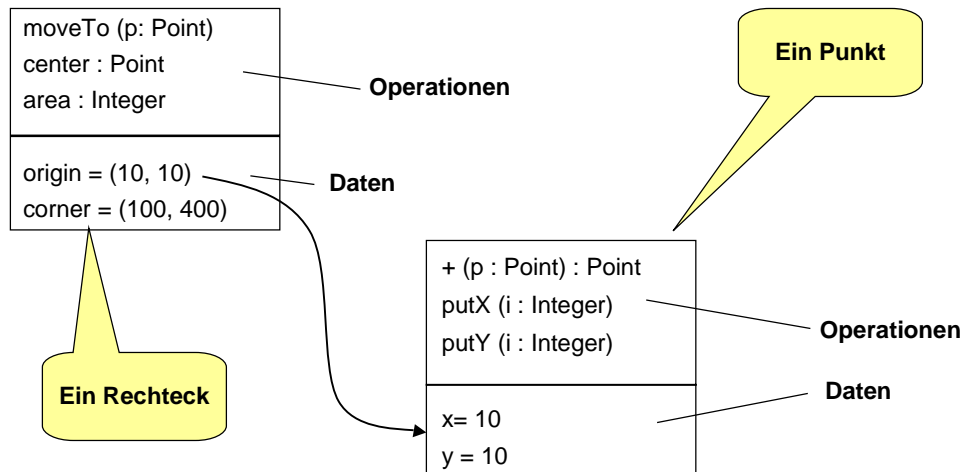 moveTo (p: Point)
center : Point
area : Integer
Operationen
origin = (10, 10)
corner = (100, 400)
Daten
Ein Rechteck
Ein Punkt
+ (p : Point) : Point
putX (i : Integer)
putY (i : Integer)
Operationen
x= 10
y = 10
Daten